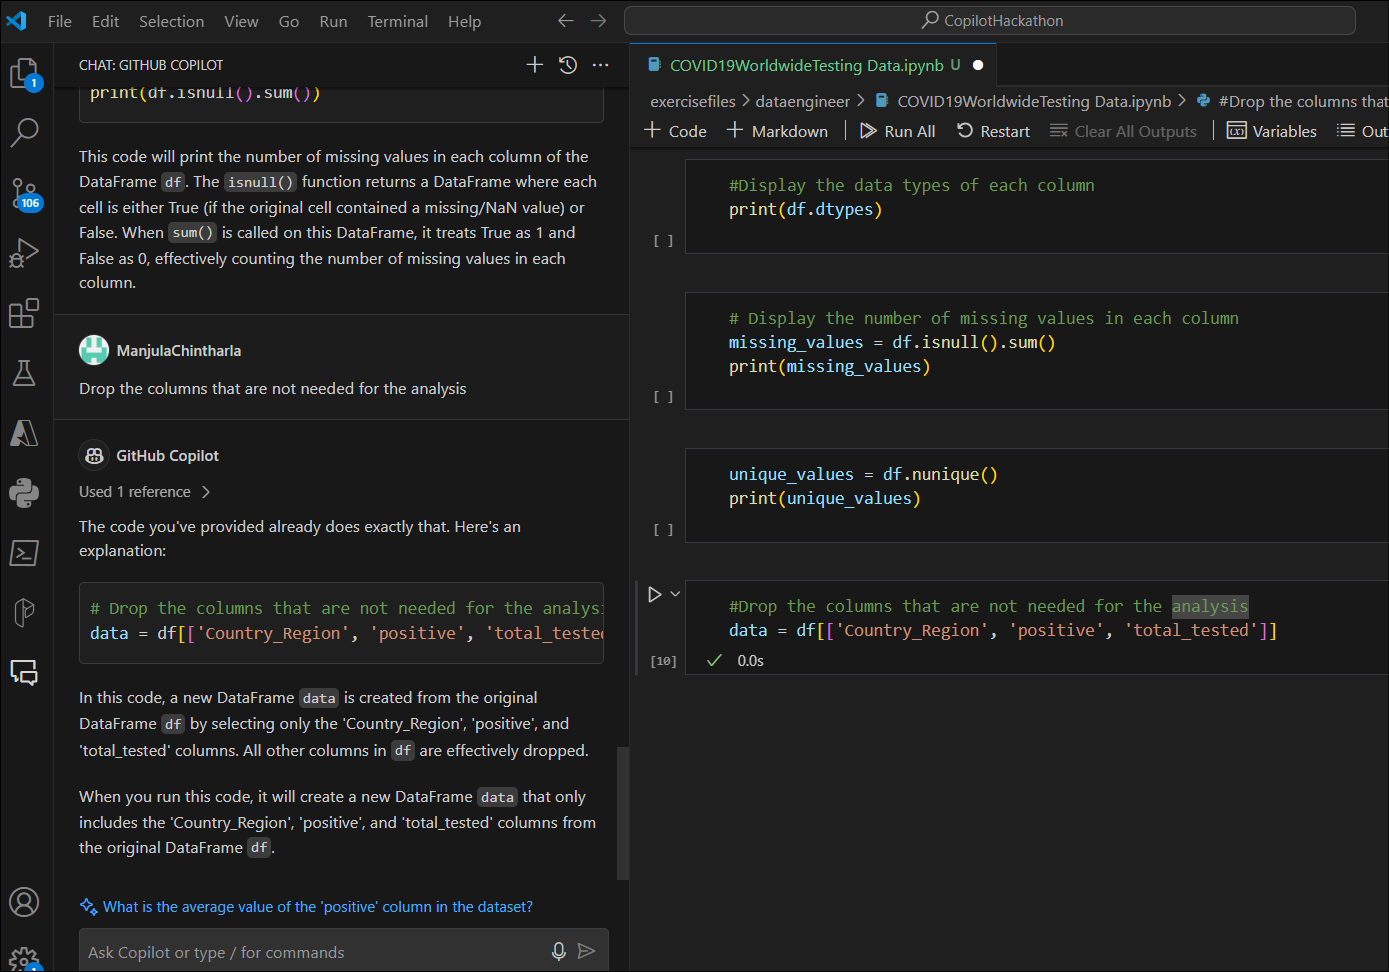 File Edit Selection View Go Run Terminal Help
CopilotHackathon
CHAT: GITHUB COPILOT
print(df.isnull().sum())
This code will print the number of missing values in each column of the
DataFrame df. The isnull() function returns a DataFrame where each
cell is either True (if the original cell contained a missing/NaN value) or
False. When sum() is called on this DataFrame, it treats True as 1 and
False as 0, effectively counting the number of missing values in each
column.
ManjulaChintharla
Drop the columns that are not needed for the analysis
GitHub Copilot
Used 1 reference
The code you've provided already does exactly that. Here's an
explanation:
# Drop the columns that are not needed for the analys
data = df[['Country_Region', 'positive', 'total_teste
In this code, a new DataFrame data is created from the original
DataFrame df by selecting only the 'Country_Region', 'positive', and
'total_tested' columns. All other columns in df are effectively dropped.
When you run this code, it will create a new DataFrame data that only
includes the 'Country_Region', 'positive', and 'total_tested' columns from
the original DataFrame df.
What is the average value of the 'positive' column in the dataset?
Ask Copilot or type / for commands
1
106
COVID19WorldwideTesting Data.ipynb U
exercisefiles > dataengineer > COVID19WorldwideTesting Data.ipynb > #Drop the columns that
+ Code + Markdown Run All Restart Clear All Outputs Variables Out
#Display the data types of each column
print(df.dtypes)
[ ]
# Display the number of missing values in each column
missing_values = df.isnull().sum()
print(missing_values)
[ ]
unique_values = df.nunique()
print(unique_values)
[ ]
#Drop the columns that are not needed for the analysis
data = df[['Country_Region', 'positive', 'total_tested']]
[10] 0.0s